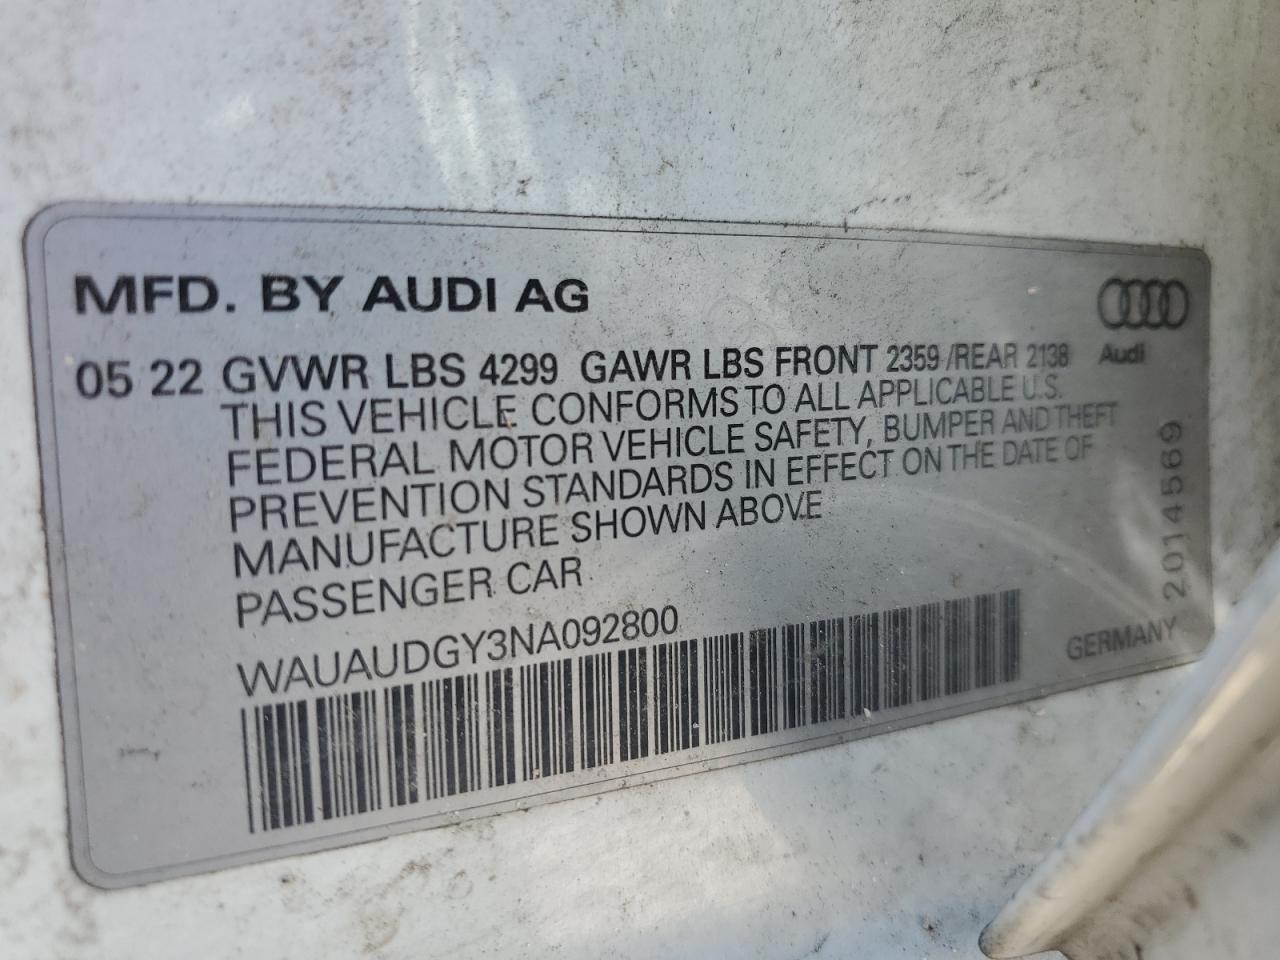 MFD. BY AUDI AG
05 22 GVWR LBS 4299 GAWR LBS FRONT 2359 /REAR 2138
Audi
THIS VEHICLE CONFORMS TO ALL APPLICABLE U.S.
FEDERAL MOTOR VEHICLE SAFETY, BUMPER AND THEFT
PREVENTION STANDARDS IN EFFECT ON THE DATE OF
MANUFACTURE SHOWN ABOVE
PASSENGER CAR
WAUAUDGY3NA092800
GERMANY
2014569